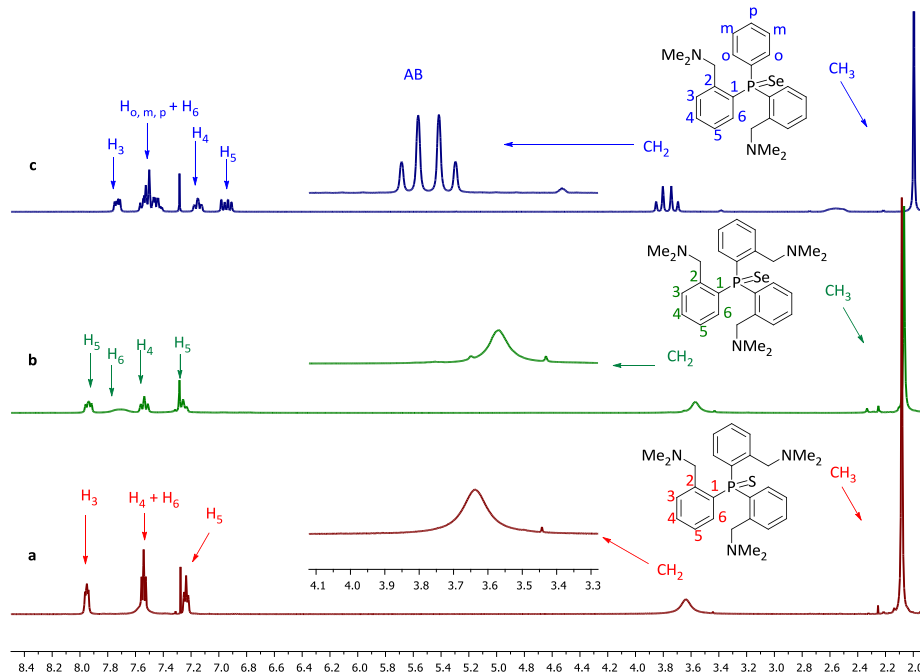 p
m m
o o
Me2N
2 1 P Se
3
4 5 6
NMe2
AB
CH3
Ho, m, p + H6
H3
H4
H5
CH2
c
Me2N NMe2
2 1 P Se
3
4 5 6
NMe2
CH3
H5
H6
H4
H5
CH2
b
Me2N NMe2
2 1 P S
3
4 5 6
NMe2
CH3
H3
H4 + H6
H5
CH2
a
4.1 4.0 3.9 3.8 3.7 3.6 3.5 3.4 3.3
8.4 8.2 8.0 7.8 7.6 7.4 7.2 7.0 6.8 6.6 6.4 6.2 6.0 5.8 5.6 5.4 5.2 5.0 4.8 4.6 4.4 4.2 4.0 3.8 3.6 3.4 3.2 3.0 2.8 2.6 2.4 2.2 2.0